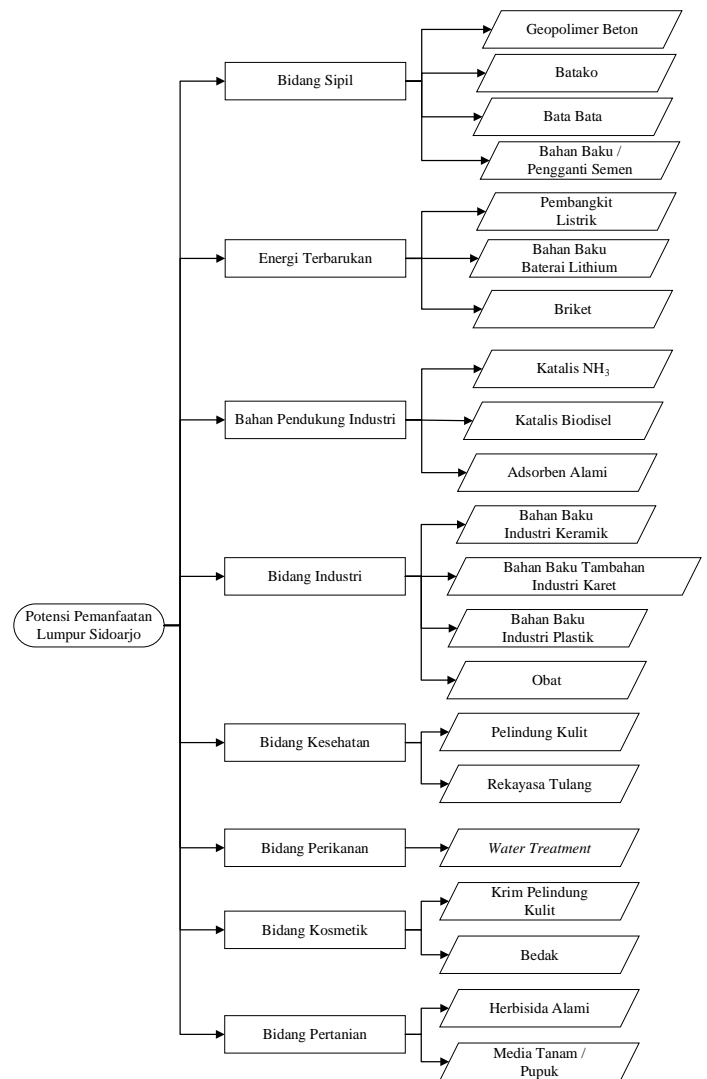 Geopolimer Beton
Bidang Sipil
Batako
Bata Bata
Bahan Baku /
Pengganti Semen
Pembangkit
Listrik
Energi Terbarukan
Bahan Baku
Baterai Lithium
Briket
Katalis NH₃
Bahan Pendukung Industri
Katalis Biodisel
Adsorben Alami
Bahan Baku
Industri Keramik
Bidang Industri
Bahan Baku Tambahan
Industri Karet
Potensi Pemanfaatan
Lumpur Sidoarjo
Bahan Baku
Industri Plastik
Obat
Bidang Kesehatan
Pelindung Kulit
Rekayasa Tulang
Bidang Perikanan
Water Treatment
Krim Pelindung
Kulit
Bidang Kosmetik
Bedak
Herbisida Alami
Bidang Pertanian
Media Tanam /
Pupuk